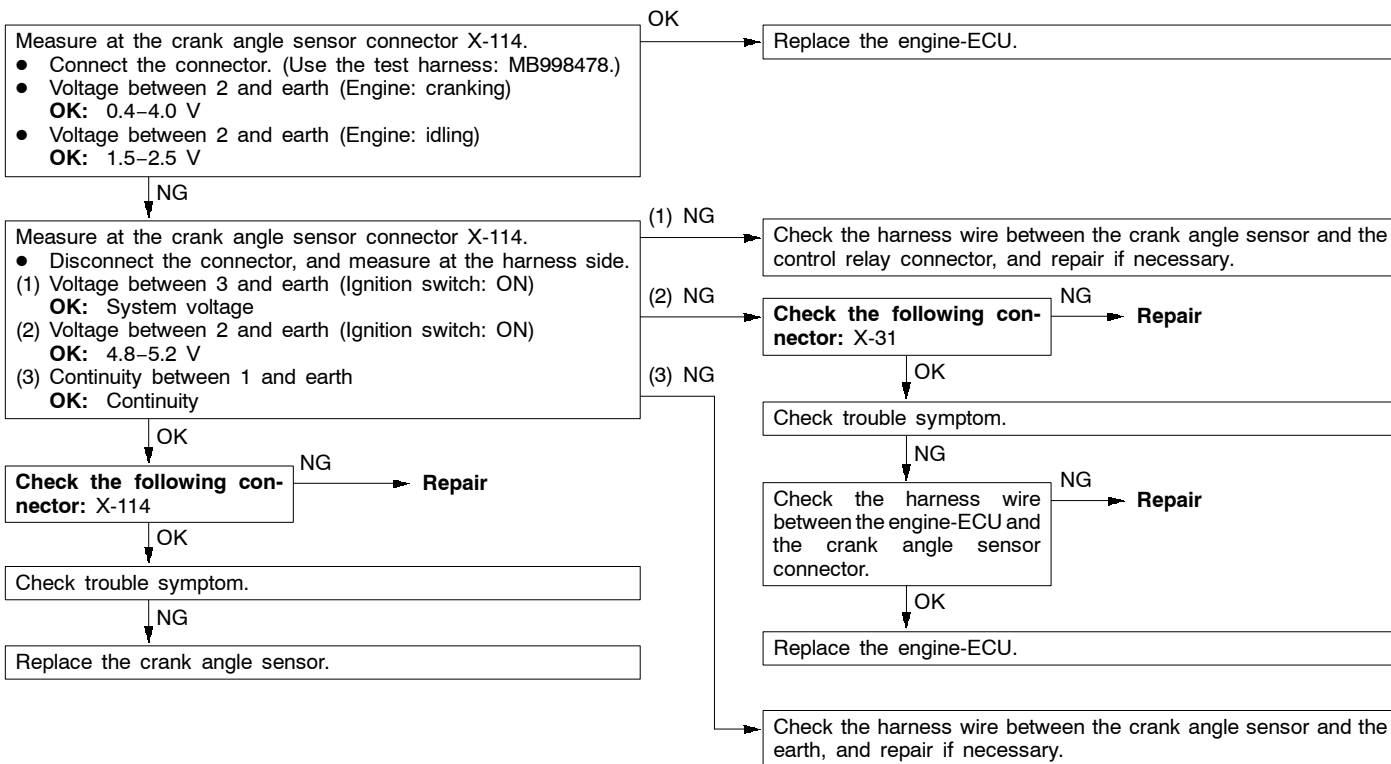 OK
Measure at the crank angle sensor connector X-114.
● Connect the connector. (Use the test harness: MB998478.)
● Voltage between 2 and earth (Engine: cranking)
OK: 0.4–4.0 V
● Voltage between 2 and earth (Engine: idling)
OK: 1.5–2.5 V
Replace the engine-ECU.
NG
Measure at the crank angle sensor connector X-114.
● Disconnect the connector, and measure at the harness side.
(1) Voltage between 3 and earth (Ignition switch: ON)
OK: System voltage
(2) Voltage between 2 and earth (Ignition switch: ON)
OK: 4.8–5.2 V
(3) Continuity between 1 and earth
OK: Continuity
(1) NG
Check the harness wire between the crank angle sensor and the
control relay connector, and repair if necessary.
(2) NG
Check the following con-
nector: X-31
NG
Repair
OK
Check trouble symptom.
NG
Check the harness wire
between the engine-ECU and
the crank angle sensor
connector.
NG
Repair
OK
Replace the engine-ECU.
(3) NG
Check the harness wire between the crank angle sensor and the
earth, and repair if necessary.
OK
Check the following con-
nector: X-114
NG
Repair
OK
Check trouble symptom.
NG
Replace the crank angle sensor.